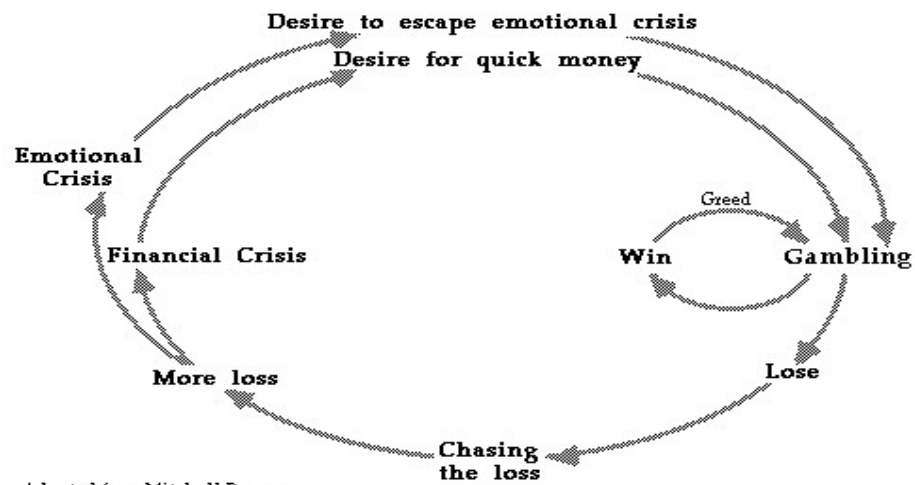 Desire to escape emotional crisis
Desire for quick money
Emotional
Crisis
Greed
Financial Crisis
Win
Gambling
More loss
Lose
Chasing
the loss